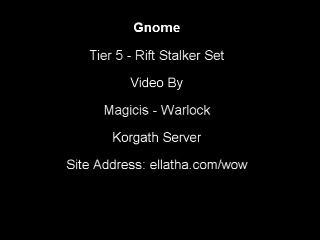 Gnome
Tier 5 - Rift Stalker Set
Video By
Magicis - Warlock
Korgath Server
Site Address: ellatha.com/wow